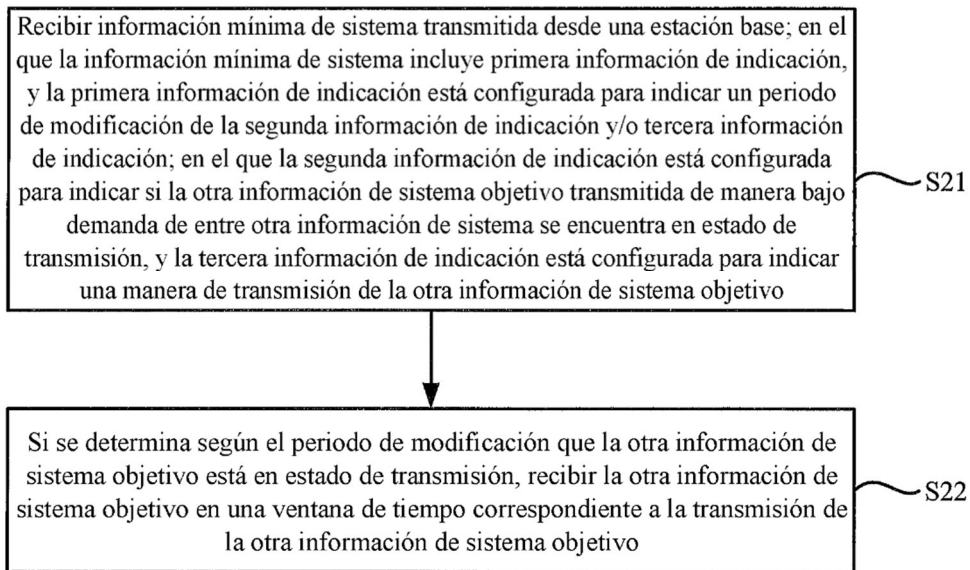 Recibir información mínima de sistema transmitida desde una estación base; en el
que la información mínima de sistema incluye primera información de indicación,
y la primera información de indicación está configurada para indicar un periodo
de modificación de la segunda información de indicación y/o tercera información
de indicación; en el que la segunda información de indicación está configurada
para indicar si la otra información de sistema objetivo transmitida de manera bajo
demanda de entre otra información de sistema se encuentra en estado de
transmisión, y la tercera información de indicación está configurada para indicar
una manera de transmisión de la otra información de sistema objetivo
S21
Si se determina según el periodo de modificación que la otra información de
sistema objetivo está en estado de transmisión, recibir la otra información de
sistema objetivo en una ventana de tiempo correspondiente a la transmisión de
la otra información de sistema objetivo
S22